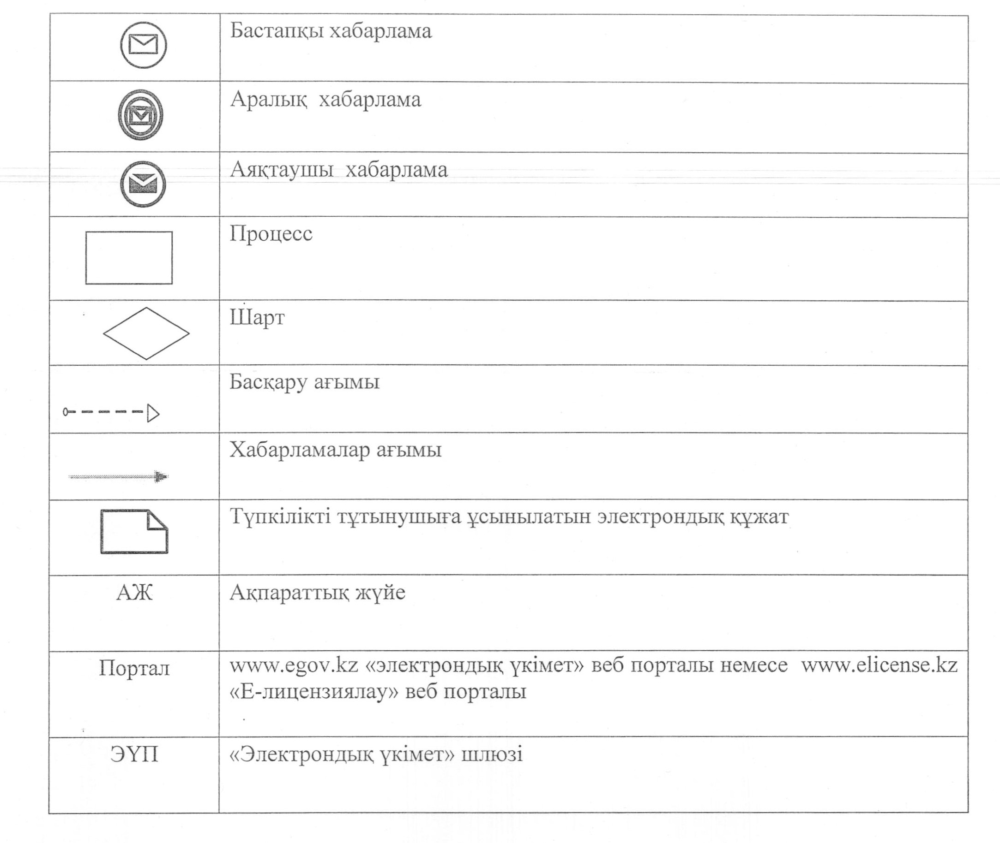 Бастапқы хабарлама
Аралық хабарлама
Аяқтаушы хабарлама
Процесс
Шарт
Басқару ағымы
Хабарламалар ағымы
Түпкілікті тұтынушыға ұсынылатын электрондық құжат
АЖ Ақпараттық жүйе
Портал www.egov.kz «электрондық үкімет» веб порталы немесе www.elicense.kz
«Е-лицензиялау» веб порталы
ЭҮП «Электрондық үкімет» шлюзі